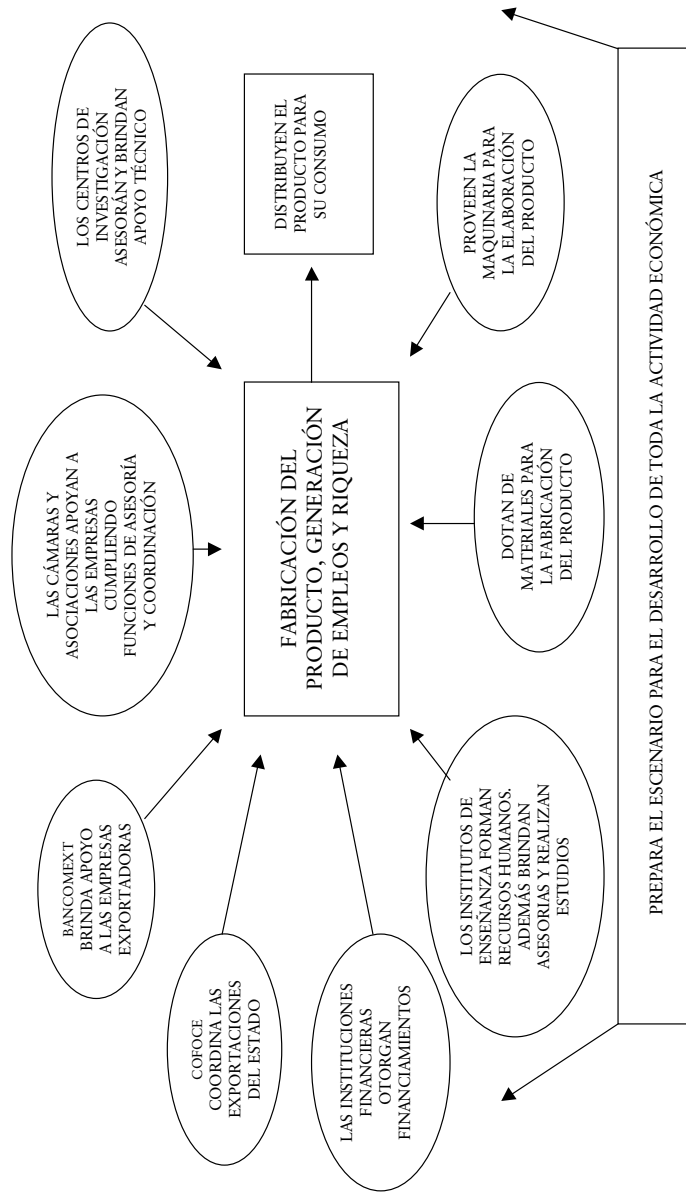 BANCOMEXT
BRINDA APOYO
A LAS EMPRESAS
EXPORTADORAS
LAS CÁMARAS Y
ASOCIACIONES APOYAN A
LAS EMPRESAS
CUMPLIENDO
FUNCIONES DE ASESORÍA
Y COORDINACIÓN
LOS CENTROS DE
INVESTIGACIÓN
ASESORÁN Y BRINDAN
APOYO TÉCNICO
COFOCE
COORDINA LAS
EXPORTACIONES
DEL ESTADO
FABRICACIÓN DEL
PRODUCTO, GENERACIÓN
DE EMPLEOS Y RIQUEZA
DISTRIBUYEN EL
PRODUCTO PARA
SU CONSUMO
LAS INSTITUCIONES
FINANCIERAS
OTORGAN
FINANCIAMIENTOS
LOS INSTITUTOS DE
ENSEÑANZA FORMAN
RECURSOS HUMANOS.
ADEMÁS BRINDAN
ASESORIAS Y REALIZAN
ESTUDIOS
DOTAN DE
MATERIALES PARA
LA FABRICACIÓN
DEL PRODUCTO
PROVEEN LA
MAQUINARIA PARA
LA ELABORACIÓN
DEL PRODUCTO
PREPARA EL ESCENARIO PARA EL DESARROLLO DE TODA LA ACTIVIDAD ECONÓMICA